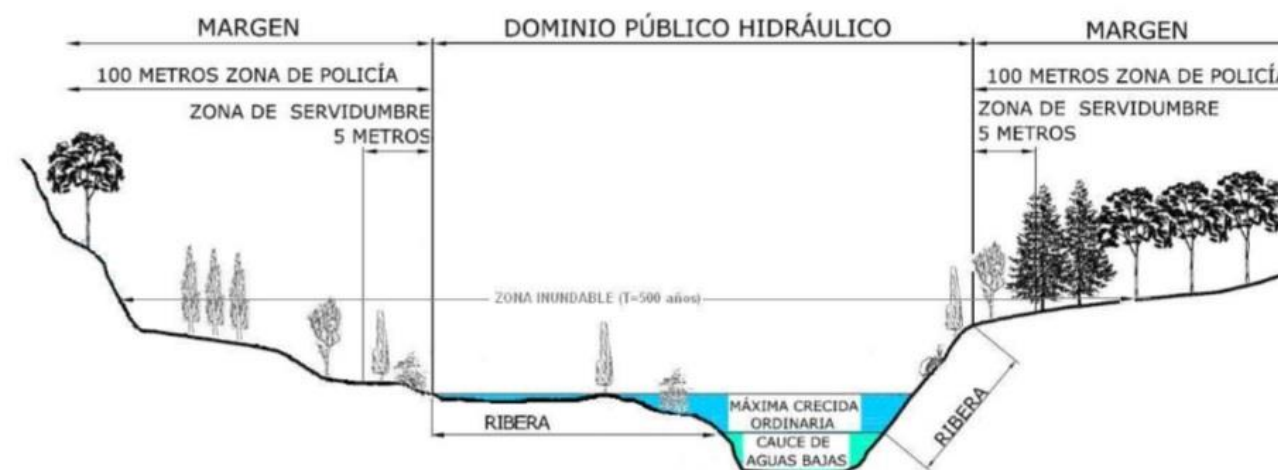 MARGEN
DOMINIO PÚBLICO HIDRÁULICO
MARGEN
100 METROS ZONA DE POLICÍA
100 METROS ZONA DE POLICÍA
ZONA DE SERVIDUMBRE
5 METROS
ZONA DE SERVIDUMBRE
5 METROS
ZONA INUNDABLE (T=500 años)
RIBERA
MÁXIMA CRECIDA
ORDINARIA
CAUCE DE
AGUAS BAJAS
RIBERA